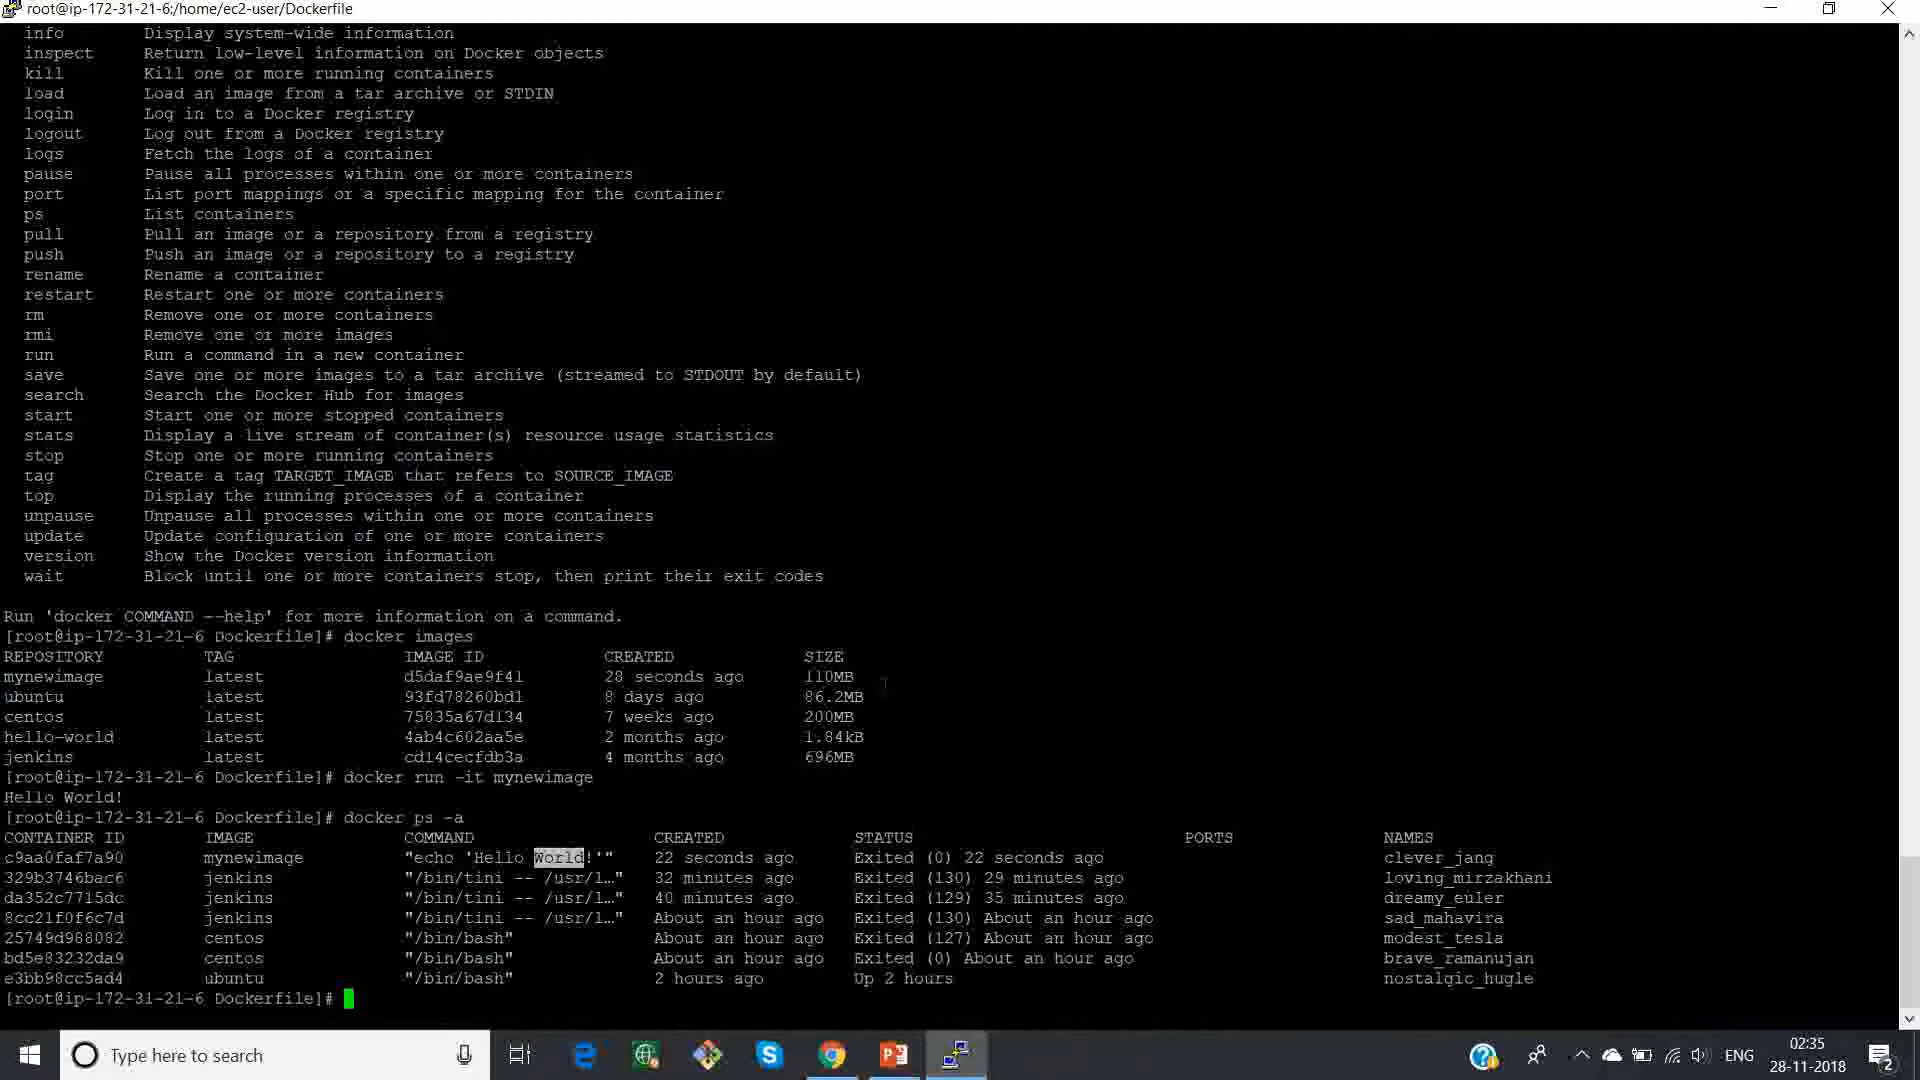 root@ip-172-31-21-6:/home/ec2-user/Dockerfile
info Display system-wide information
inspect Return low-level information on Docker objects
kill Kill one or more running containers
load Load an image from a tar archive or STDIN
login Log in to a Docker registry
logout Log out from a Docker registry
logs Fetch the logs of a container
pause Pause all processes within one or more containers
port List port mappings or a specific mapping for the container
ps List containers
pull Pull an image or a repository from a registry
push Push an image or a repository to a registry
rename Rename a container
restart Restart one or more containers
rm Remove one or more containers
rmi Remove one or more images
run Run a command in a new container
save Save one or more images to a tar archive (streamed to STDOUT by default)
search Search the Docker Hub for images
start Start one or more stopped containers
stats Display a live stream of container(s) resource usage statistics
stop Stop one or more running containers
tag Create a tag TARGET_IMAGE that refers to SOURCE_IMAGE
top Display the running processes of a container
unpause Unpause all processes within one or more containers
update Update configuration of one or more containers
version Show the Docker version information
wait Block until one or more containers stop, then print their exit codes
Run 'docker COMMAND --help' for more information on a command.
[root@ip-172-31-21-6 Dockerfile]# docker images
REPOSITORY TAG IMAGE ID CREATED SIZE
mynewimage latest d5daf9ae9f41 28 seconds ago 110MB
ubuntu latest 93fd78260bd1 8 days ago 86.2MB
centos latest 75835a67d134 7 weeks ago 200MB
hello-world latest 4ab4c602aa5e 2 months ago 1.84kB
jenkins latest cd14cecfdb3a 4 months ago 696MB
[root@ip-172-31-21-6 Dockerfile]# docker run -it mynewimage
Hello World!
[root@ip-172-31-21-6 Dockerfile]# docker ps -a
CONTAINER ID IMAGE COMMAND CREATED STATUS PORTS NAMES
c9aa0faf7a90 mynewimage "echo 'Hello World!'" 22 seconds ago Exited (0) 22 seconds ago clever_jang
329b3746bac6 jenkins "/bin/tini -- /usr/l…" 32 minutes ago Exited (130) 29 minutes ago loving_mirzakhani
da352c7715dc jenkins "/bin/tini -- /usr/l…" 40 minutes ago Exited (129) 35 minutes ago dreamy_euler
8cc21f0f6c7d jenkins "/bin/tini -- /usr/l…" About an hour ago Exited (130) About an hour ago sad_mahavira
25749d988082 centos "/bin/bash" About an hour ago Exited (127) About an hour ago modest_tesla
bd5e83232da9 centos "/bin/bash" About an hour ago Exited (0) About an hour ago brave_ramanujan
e3bb98cc5ad4 ubuntu "/bin/bash" 2 hours ago Up 2 hours nostalgic_hugle
[root@ip-172-31-21-6 Dockerfile]#
Type here to search
ENG
02:35
28-11-2018
2